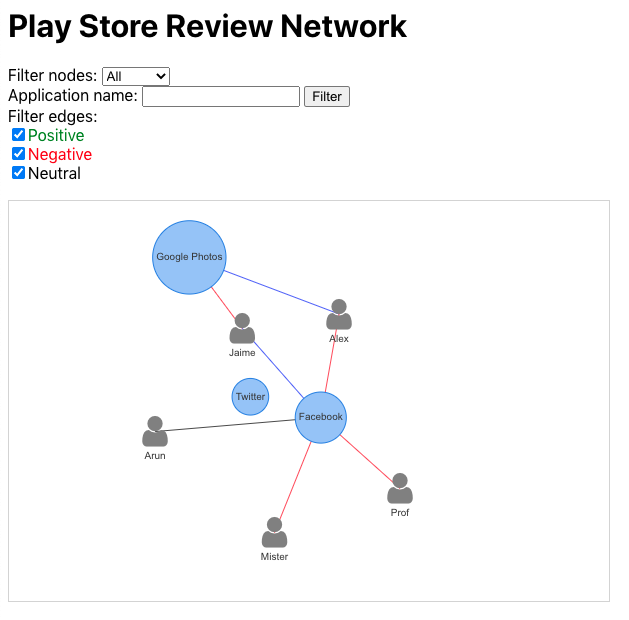 Play Store Review Network
Filter nodes: All
Application name: Filter
Filter edges:
Positive
Negative
Neutral
Google Photos
Alex
Jaime
Twitter
Facebook
Arun
Prof
Mister